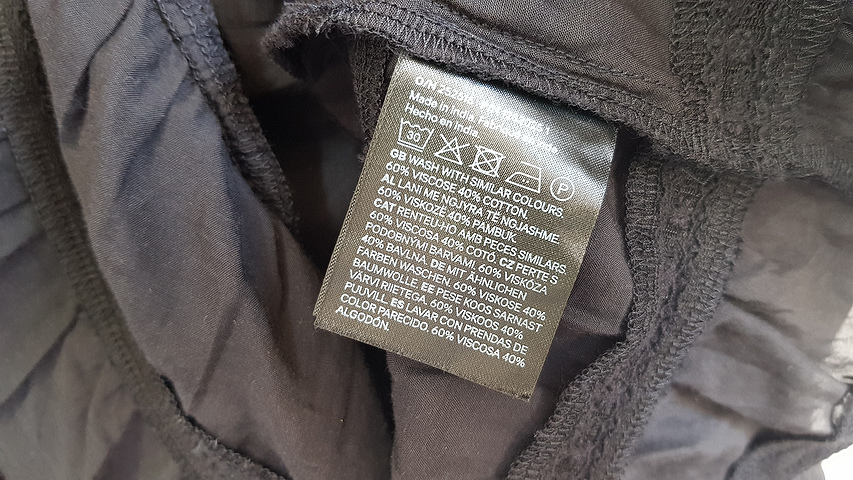 O/N
Made in India
Hecho en India
30 P
GB WASH WITH SIMILAR COLOURS.
60% VISCOSE 40% COTTON.
AL LANI ME NGJYRA TË NGJASHME.
60% VISKOZË 40% PAMBUK.
CAT RENTEU-HO AMB PECES SIMILARS.
60% VISCOSA 40% COTÓ. CZ PERTE S
PODOBNÝMI BARVAMI. 60% VISKÓZA
40% BAVLNA. DE MIT ÄHNLICHEN
FARBEN WASCHEN. 60% VISKOSE 40%
BAUMWOLLE. EE PESE KOOS SARNAST
VÄRVI RIIETEGA. 60% VISKOOS 40%
PUUVILL. ES LAVAR CON PRENDAS DE
COLOR PARECIDO. 60% VISCOSA 40%
ALGODÓN.